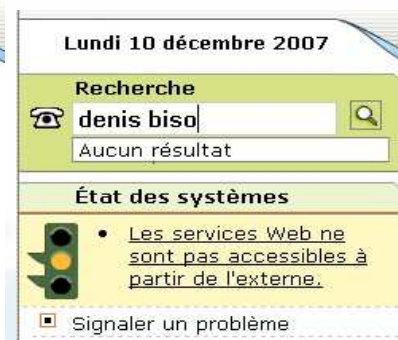 Lundi 10 décembre 2007
Recherche
denis biso
Aucun résultat
État des systèmes
Les services Web ne
sont pas accessibles à
partir de l'externe.
Signaler un problème